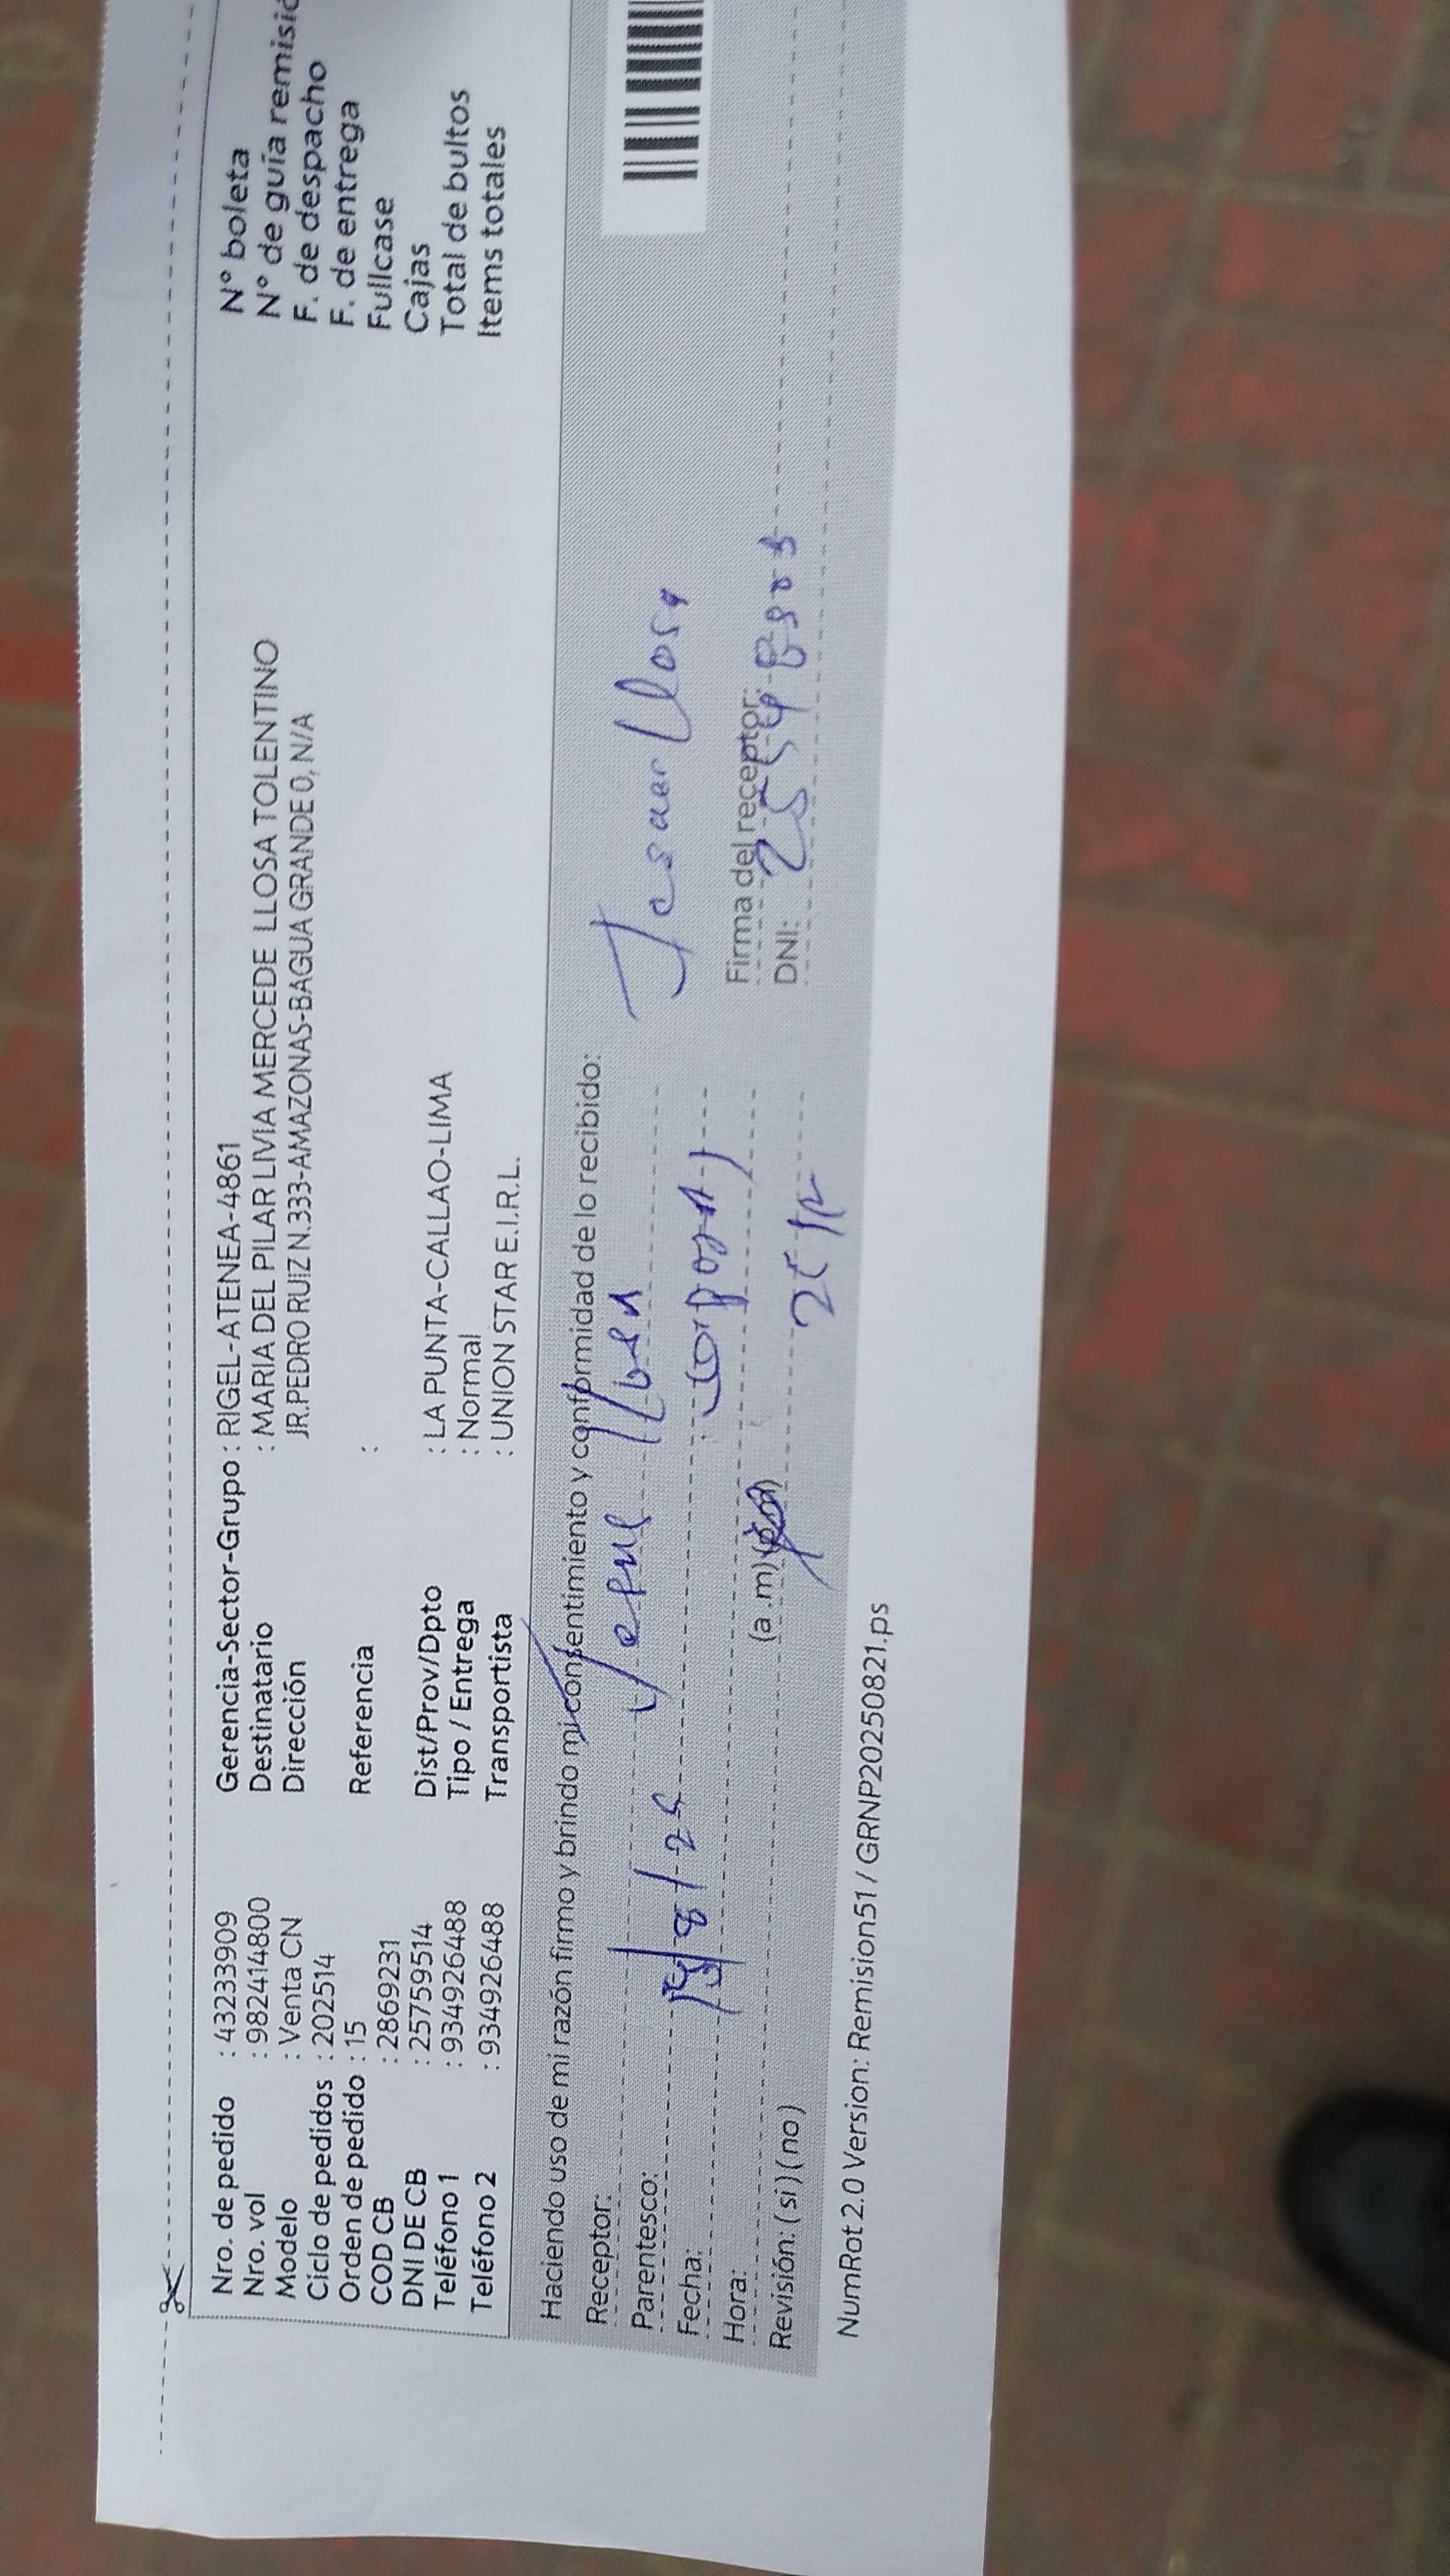 Nro. de pedido : 43233909
Nro. vol : 982414800
Modelo : Venta CN
Ciclo de pedidos : 202514
Orden de pedido : 15
COD CB : 2869231
DNI DE CB : 25759514
Teléfono 1 : 934926488
Teléfono 2 : 934926488
Gerencia-Sector-Grupo : RIGEL-ATENEA-4861
Destinatario : MARIA DEL PILAR LIVIA MERCEDE LLOSA TOLENTINO
Dirección JR.PEDRO RUIZ N.333-AMAZONAS-BAGUA GRANDE 0, N/A
Referencia :
Dist/Prov/Dpto : LA PUNTA-CALLAO-LIMA
Tipo / Entrega : Normal
Transportista : UNION STAR E.I.R.L.
N° boleta
N° de guía remisió
F. de despacho
F. de entrega
Fullcase
Cajas
Total de bultos
Items totales
Haciendo uso de mi razón firmo y brindo mi consentimiento y conformidad de lo recibido:
Receptor:
Parentesco:
Fecha: /8/25
Hora: (a.m) (p.m)
Revisión: (si) (no)
Llosa
Firma del receptor:
DNI:
NumRot 2.0 Version: Remision51 / GRNP20250821.ps